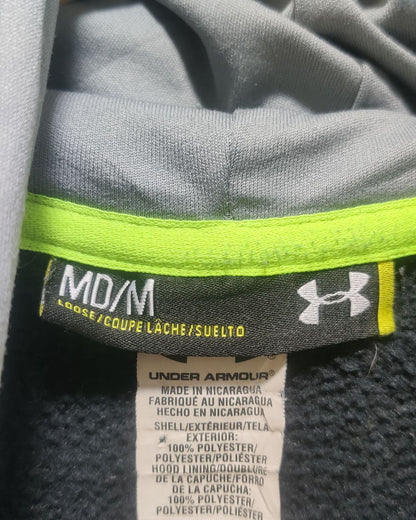 MD/M
LOOSE/COUPE LÂCHE/SUELTO
UNDER ARMOUR
MADE IN NICARAGUA
FABRIQUÉ AU NICARAGUA
HECHO EN NICARAGUA
SHELL/EXTÉRIEUR/TELA
EXTERIOR:
100% POLYESTER/
POLYESTER/POLIÉSTER
HOOD LINING/DOUBLURE
DE LA CAPUCHE/FORRO
DE LA CAPUCHA:
100% POLYESTER/
POLYESTER/POLIÉSTER